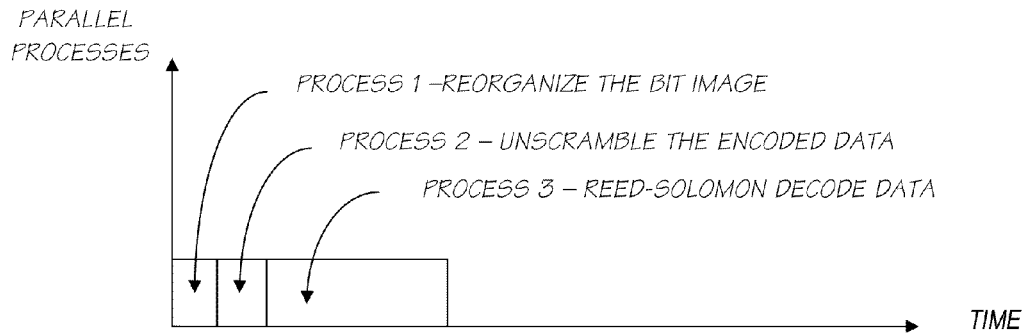 PARALLEL
PROCESSES
PROCESS 1 –REORGANIZE THE BIT IMAGE
PROCESS 2 – UNSCRAMBLE THE ENCODED DATA
PROCESS 3 – REED-SOLOMON DECODE DATA
TIME